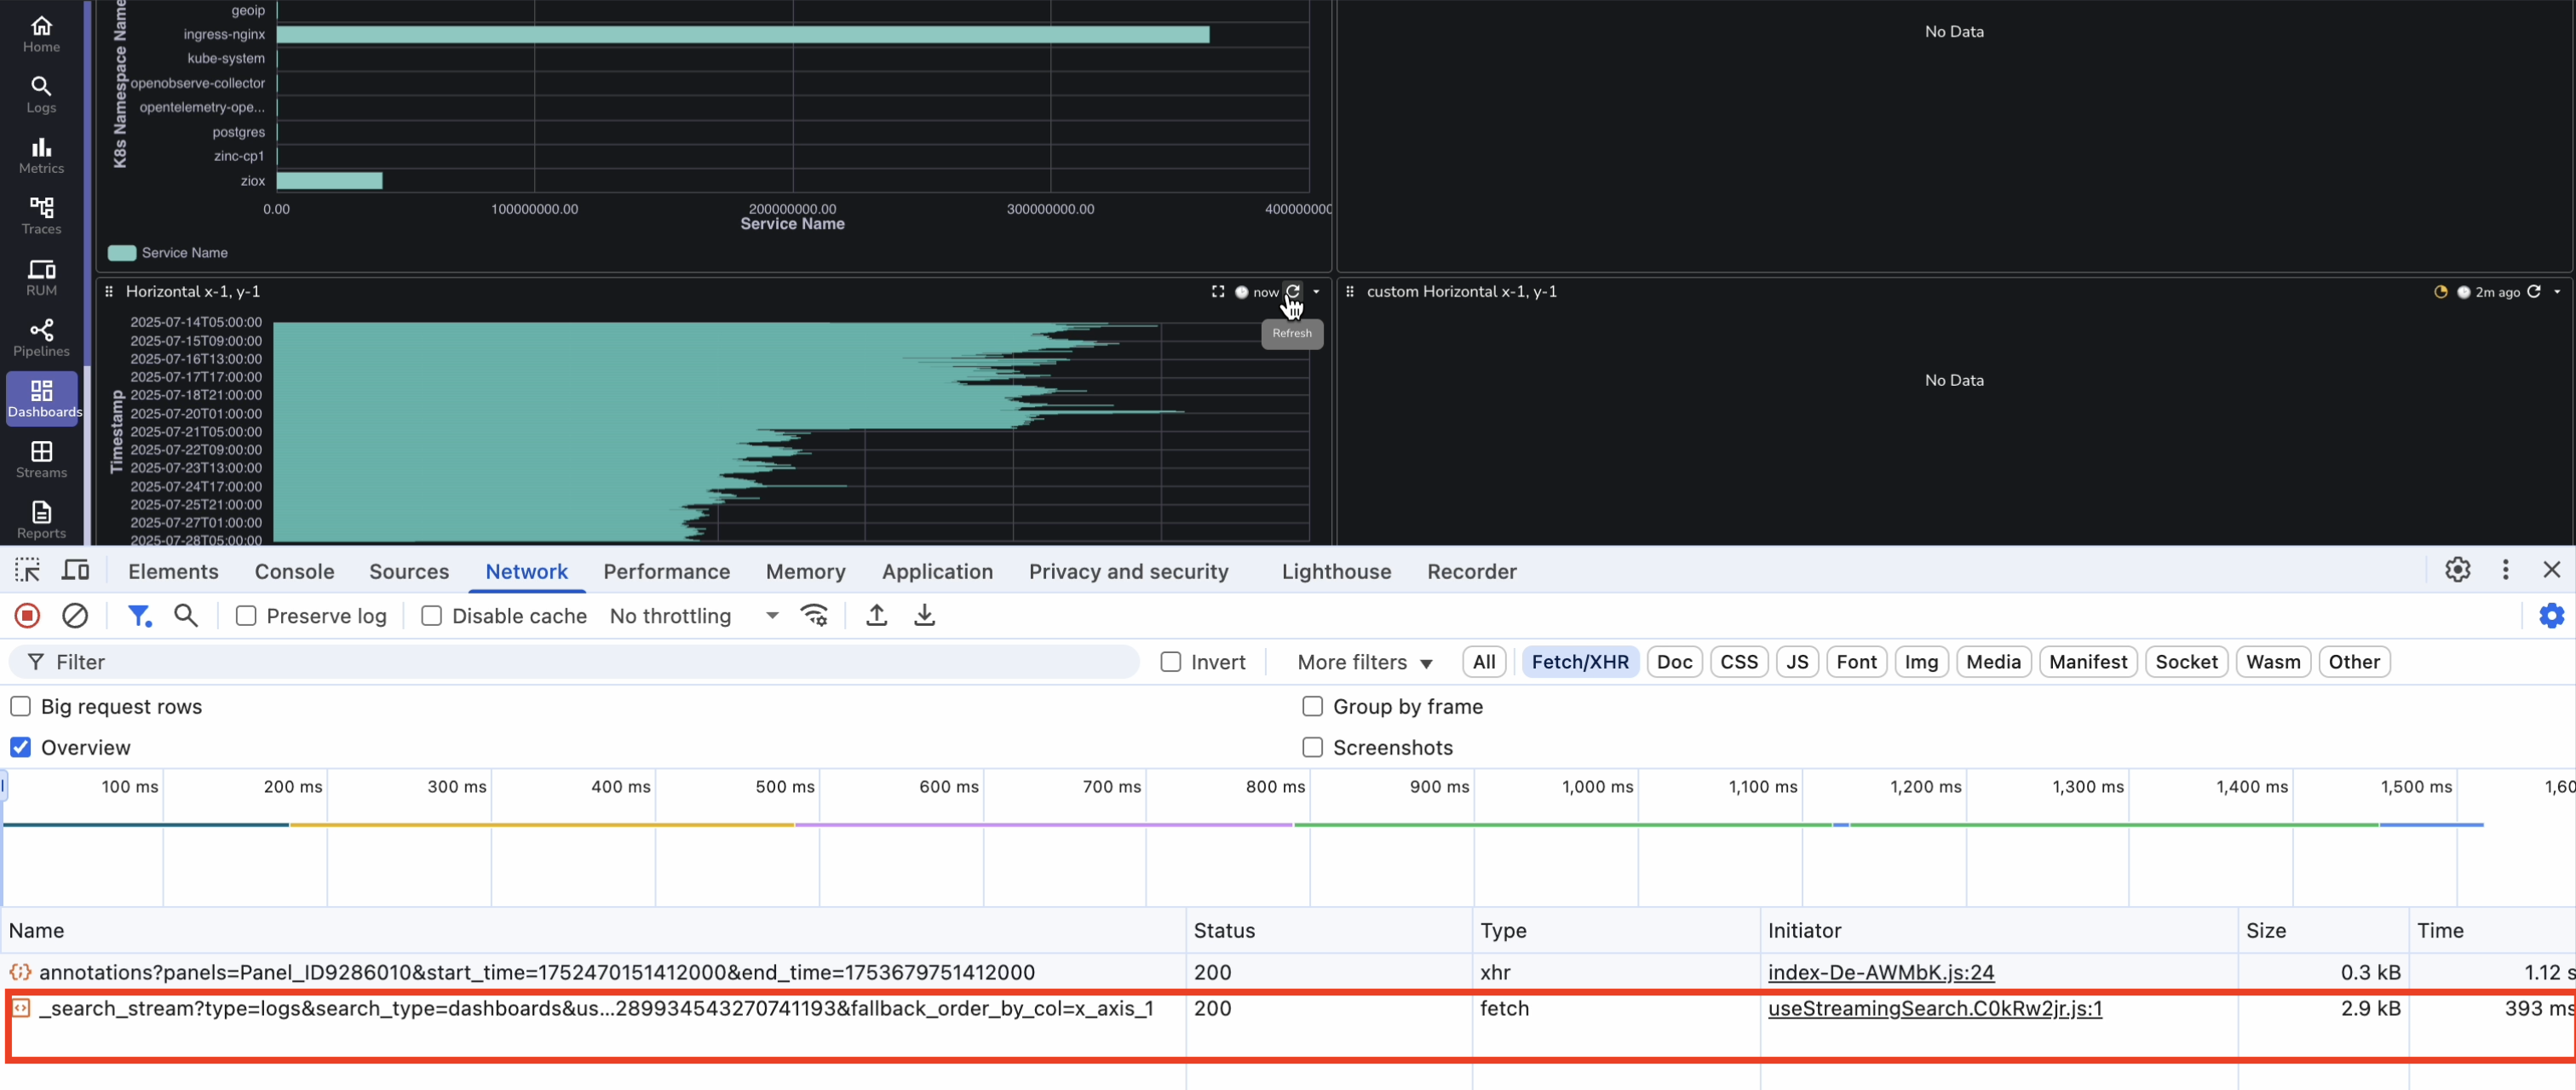 Home
Logs
Metrics
Traces
RUM
Pipelines
Dashboards
Streams
Reports
K8s Namespace Name
geoip
ingress-nginx
kube-system
openobserve-collector
opentelemetry-ope...
postgres
zinc-cp1
ziox
0.00 100000000.00 200000000.00 300000000.00 400000000
Service Name
Service Name
No Data
Horizontal x-1, y-1
now
Refresh
Timestamp
2025-07-14T05:00:00
2025-07-15T09:00:00
2025-07-16T13:00:00
2025-07-17T17:00:00
2025-07-18T21:00:00
2025-07-20T01:00:00
2025-07-21T05:00:00
2025-07-22T09:00:00
2025-07-23T13:00:00
2025-07-24T17:00:00
2025-07-25T21:00:00
2025-07-27T01:00:00
2025-07-28T05:00:00
custom Horizontal x-1, y-1
2m ago
No Data
Elements Console Sources Network Performance Memory Application Privacy and security Lighthouse Recorder
Preserve log Disable cache No throttling
Filter Invert More filters All Fetch/XHR Doc CSS JS Font Img Media Manifest Socket Wasm Other
Big request rows Group by frame
Overview Screenshots
100 ms 200 ms 300 ms 400 ms 500 ms 600 ms 700 ms 800 ms 900 ms 1,000 ms 1,100 ms 1,200 ms 1,300 ms 1,400 ms 1,500 ms 1,60
Name Status Type Initiator Size Time
annotations?panels=Panel_ID9286010&start_time=1752470151412000&end_time=1753679751412000 200 xhr index-De-AWMbK.js:24 0.3 kB 1.12 s
_search_stream?type=logs&search_type=dashboards&us...289934543270741193&fallback_order_by_col=x_axis_1 200 fetch useStreamingSearch.C0kRw2jr.js:1 2.9 kB 393 ms